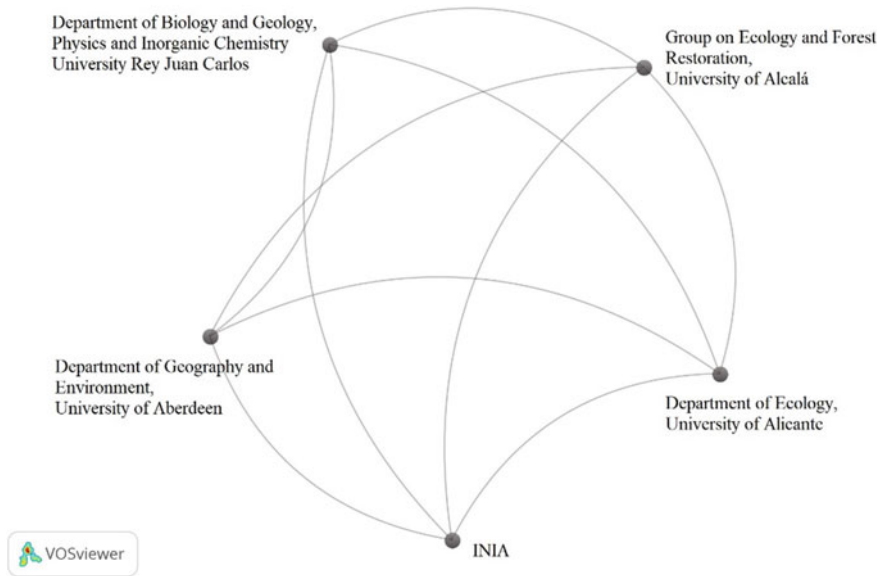 Department of Biology and Geology,
Physics and Inorganic Chemistry
University Rey Juan Carlos
Group on Ecology and Forest
Restoration,
University of Alcalá
Department of Geography and
Environment,
University of Aberdeen
Department of Ecology,
University of Alicante
INIA
VOSviewer